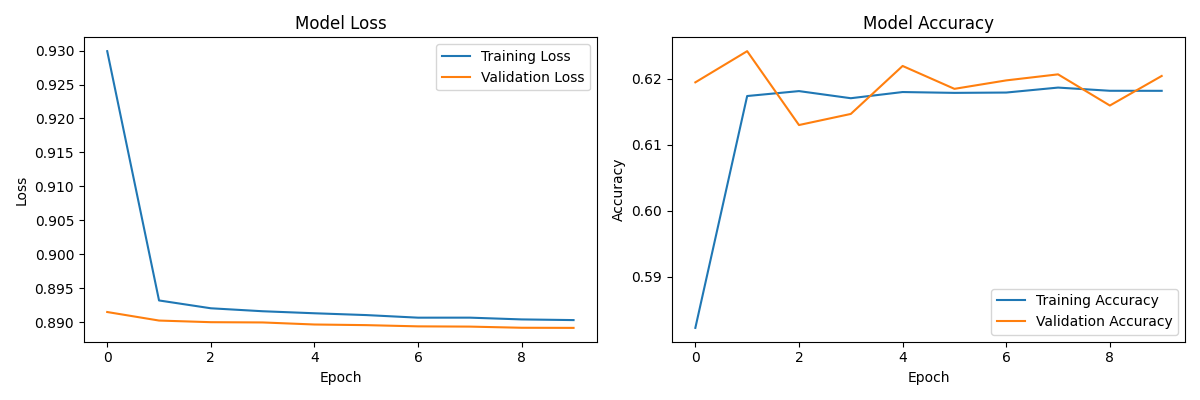 Model Loss
0.930
0.925
0.920
0.915
0.910
0.905
0.900
0.895
0.890
Loss
0 2 4 6 8
Epoch
Training Loss
Validation Loss
Model Accuracy
0.62
0.61
0.60
0.59
Accuracy
0 2 4 6 8
Epoch
Training Accuracy
Validation Accuracy